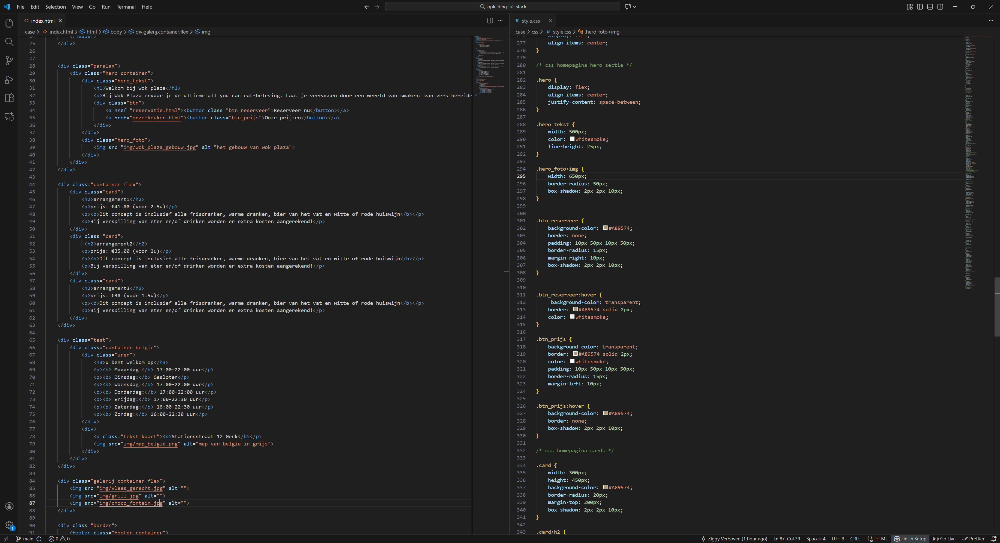 File Edit Selection View Go Run Terminal Help
opleiding full stack
index.html
case > index.html > html > body > div.galerij.container.flex > img
24 </header>
25 </div>
26
27
28 <div class="paralax">
29 <div class="hero container">
30 <div class="hero_tekst">
31 <h1>Welkom bij wok plaza</h1>
32 <p>Bij Wok Plaza ervaar je de ultieme all you can eat-beleving. Laat je verrassen door een wereld van smaken: van vers bereide
33 <div class="btn">
34 <a href="reservatie.html"><button class="btn_reserveer">Reserveer nu</button></a>
35 <a href="onze-keuken.html"><button class="btn_prijs">Onze prijzen</button></a>
36 </div>
37 </div>
38 <div class="hero_foto">
39 <img src="img/wok_plaza_gebouw.jpg" alt="het gebouw van wok plaza">
40 </div>
41 </div>
42 </div>
43
44 <div class="container flex">
45 <div class="card">
46 <h2>arrangement1</h2>
47 <p>prijs: €41.00 (voor 2.5u)</p>
48 <p><b>Dit concept is inclusief alle frisdranken, warme dranken, bier van het vat en witte of rode huiswijn</b></p>
49 <p>Bij verspilling van eten en/of drinken worden er extra kosten aangerekend!</p>
50 </div>
51 <div class="card">
52 <h2>arrangement2</h2>
53 <p>prijs: €35.00 (voor 2u)</p>
54 <p><b>Dit concept is inclusief alle frisdranken, warme dranken, bier van het vat en witte of rode huiswijn</b></p>
55 <p>Bij verspilling van eten en/of drinken worden er extra kosten aangerekend!</p>
56 </div>
57 <div class="card">
58 <h2>arrangement3</h2>
59 <p>prijs: €30 (voor 1.5u)</p>
60 <p><b>Dit concept is inclusief alle frisdranken, warme dranken, bier van het vat en witte of rode huiswijn</b></p>
61 <p>Bij verspilling van eten en/of drinken worden er extra kosten aangerekend!</p>
62 </div>
63 </div>
64
65 <div class="test">
66 <div class="container belgie">
67 <div class="uren">
68 <h3>u bent welkom op</h3>
69 <p><b> Maaandag:</b> 17:00-22:00 uur</p>
70 <p><b> Dinsdag:</b> Gesloten</p>
71 <p><b> Woensdag:</b> 17:00-22:00 uur</p>
72 <p><b> Donderdag:</b> 17:00-22:00 uur</p>
73 <p><b> Vrijdag:</b> 17:00-22:30 uur</p>
74 <p><b> Zaterdag:</b> 16:00-22:30 uur</p>
75 <p><b> Zondag:</b> 16:00-22:30 uur</p>
76 </div>
77 <div>
78 <p class="tekst_kaart"><b>Stationsstraat 12 Genk</b></p>
79 <img src="img/map_belgie.png" alt="map van belgie in grijs">
80 </div>
81 </div>
82 </div>
83
84 <div class="galerij container flex">
85 <img src="img/vlees_gerecht.jpg" alt="">
86 <img src="img/grill.jpg" alt="">
87 <img src="img/choco_fontein.jpg" alt="">
88 </div>
89
90 <div class="border">
91 <footer class="footer container">
# style.css
case > css > # style.css > .hero_foto>img
276 display: flex;
277 align-items: center;
278 }
279
280 /* css homepagina hero sectie */
281
282 .hero {
283 display: flex;
284 align-items: center;
285 justify-content: space-between;
286 }
287
288 .hero_tekst {
289 width: 500px;
290 color: whitesmoke;
291 line-height: 25px;
292 }
293
294 .hero_foto>img {
295 width: 650px;
296 border-radius: 50px;
297 box-shadow: 2px 2px 10px;
298 }
299
300
301 .btn_reserveer {
302 background-color: #A89574;
303 border: none;
304 padding: 10px 50px 10px 50px;
305 border-radius: 15px;
306 margin-right: 10px;
307 box-shadow: 2px 2px 10px;
308 }
309
310
311 .btn_reserveer:hover {
312 background-color: transparent;
313 border: #A89574 solid 2px;
314 color: whitesmoke;
315 }
316
317 .btn_prijs {
318 background-color: transparent;
319 border: #A89574 solid 2px;
320 color: whitesmoke;
321 padding: 10px 50px 10px 50px;
322 border-radius: 15px;
323 margin-left: 10px;
324 }
325
326 .btn_prijs:hover {
327 background-color: #A89574;
328 border: none;
329 box-shadow: 2px 2px 10px;
330 }
331
332 /* css homepagina cards */
333
334 .card {
335 width: 300px;
336 height: 450px;
337 background-color: #A89574;
338 border-radius: 20px;
339 margin-top: 200px;
340 box-shadow: 2px 2px 10px;
341 }
342
343 .card>h2 {
1
main 0 0 Ziggy Verboven (1 hour ago) Ln 87, Col 39 Spaces: 4 UTF-8 CRLF HTML Finish Setup Go Live Prettier